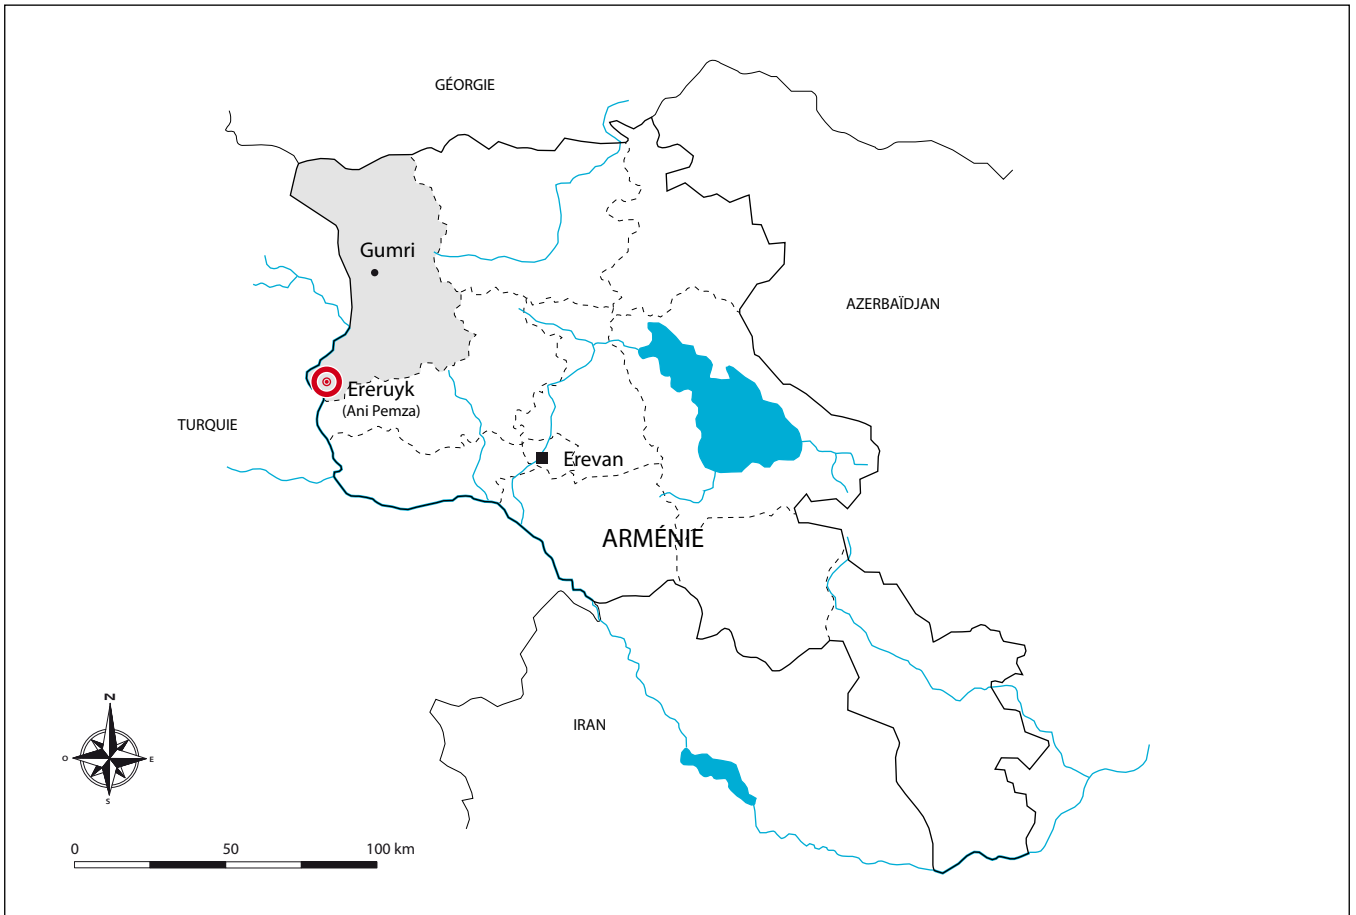 GÉORGIE
Gumri
AZERBAÏDJAN
Ereruyk
(Ani Pemza)
TURQUIE
Erevan
ARMÉNIE
IRAN
N
O
E
S
0 50 100 km